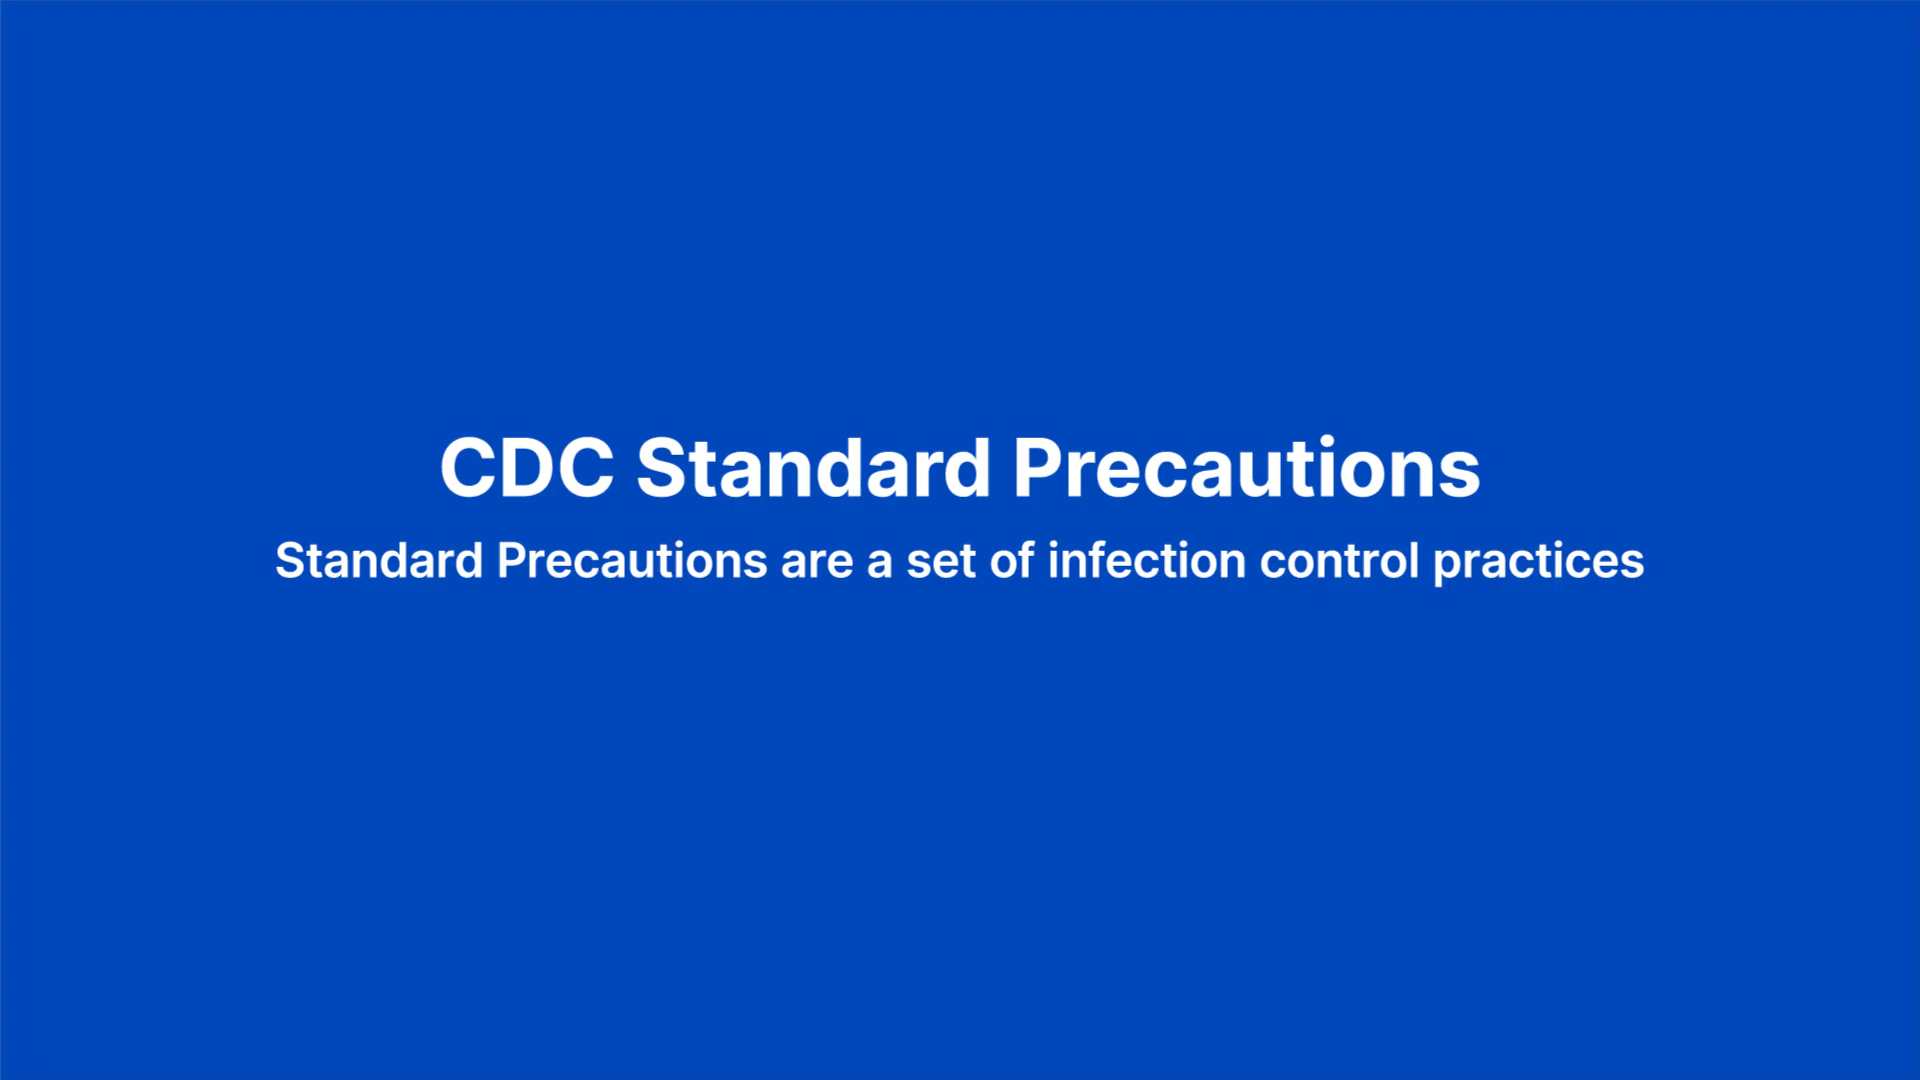 CDC Standard Precautions
Standard Precautions are a set of infection control practices